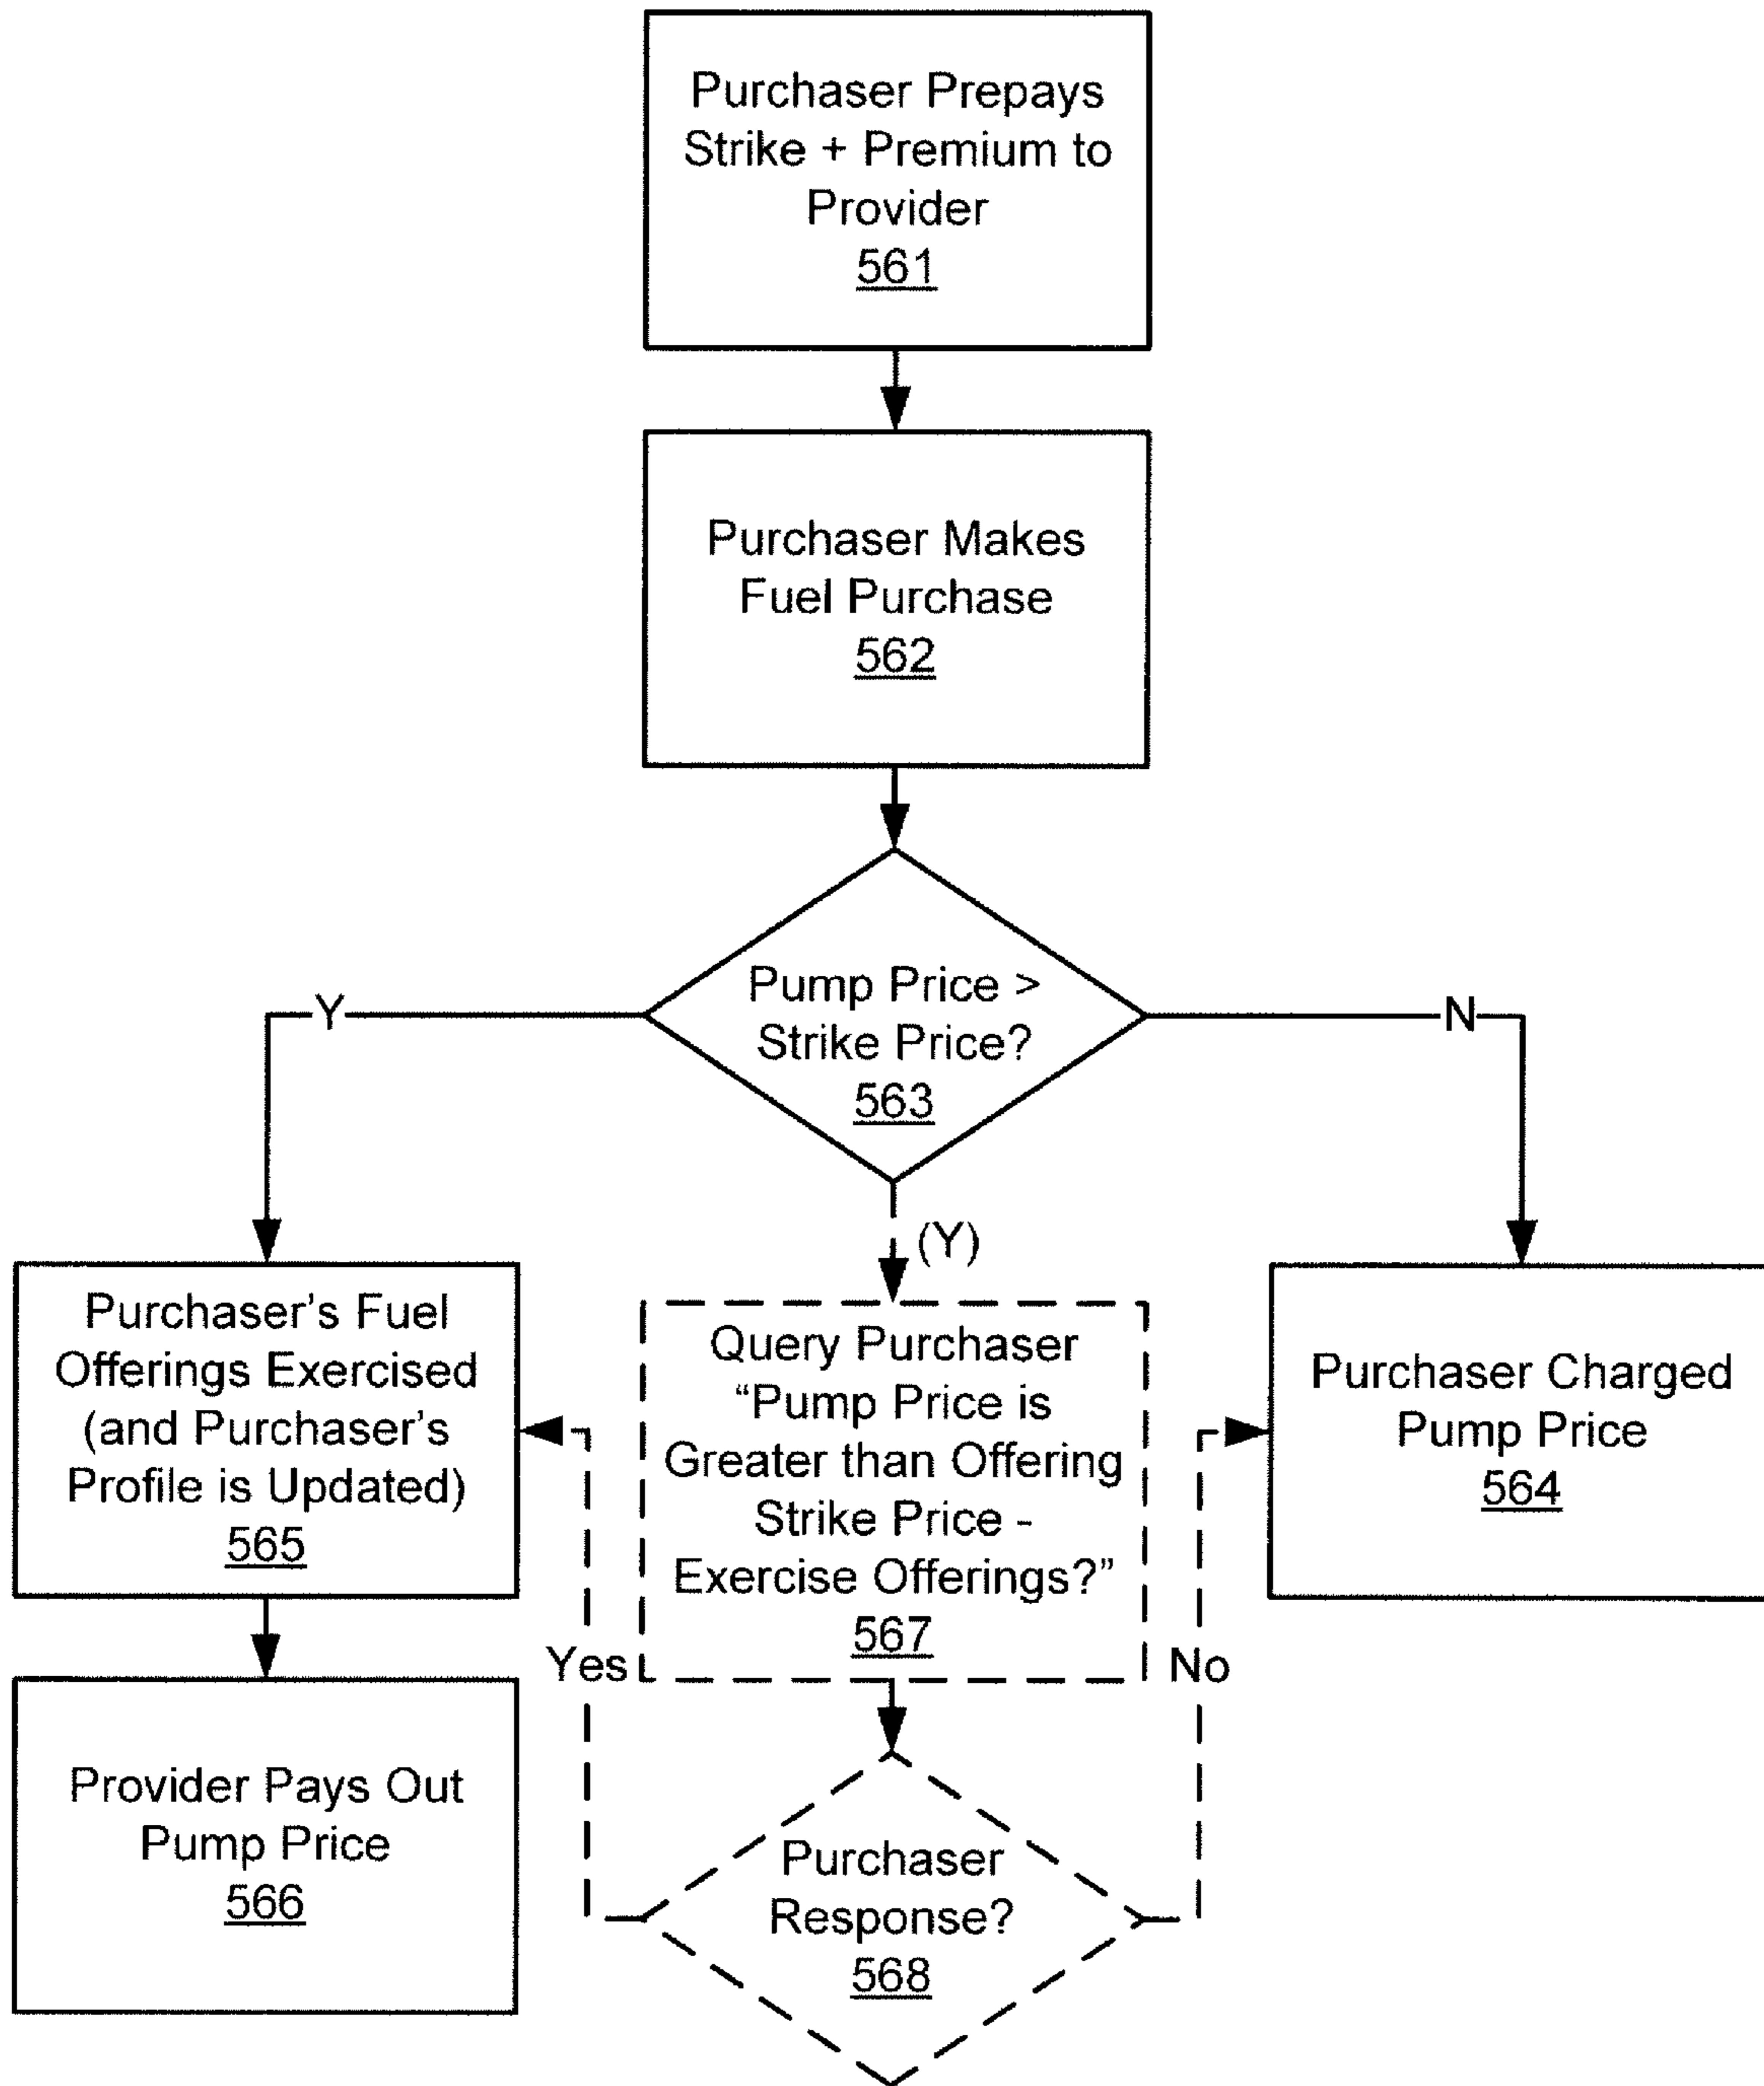 Purchaser Prepays
Strike + Premium to
Provider
561
Purchaser Makes
Fuel Purchase
562
Pump Price >
Strike Price?
563
Y
N
(Y)
Purchaser's Fuel
Offerings Exercised
(and Purchaser's
Profile is Updated)
565
Query Purchaser
“Pump Price is
Greater than Offering
Strike Price -
Exercise Offerings?”
567
Purchaser Charged
Pump Price
564
Yes
No
Provider Pays Out
Pump Price
566
Purchaser
Response?
568